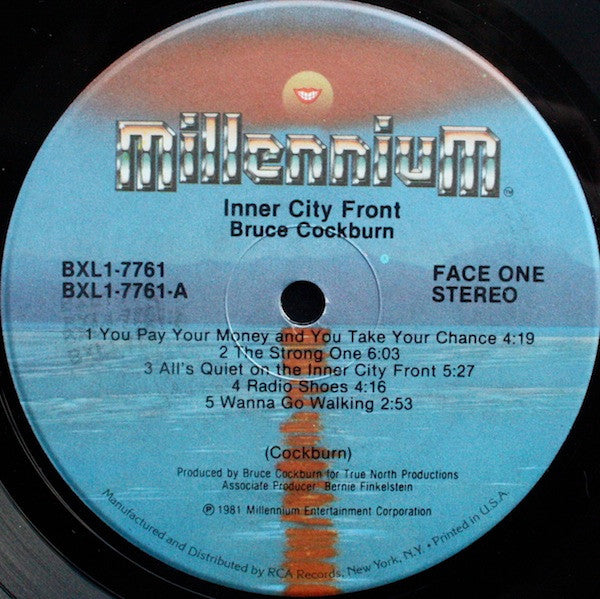 millennium™
Inner City Front
Bruce Cockburn
BXL1-7761
BXL1-7761-A
FACE ONE
STEREO
1 You Pay Your Money and You Take Your Chance 4:19
2 The Strong One 6:03
3 All's Quiet on the Inner City Front 5:27
4 Radio Shoes 4:16
5 Wanna Go Walking 2:53
(Cockburn)
Produced by Bruce Cockburn for True North Productions
Associate Producer: Bernie Finkelstein
℗ 1981 Millennium Entertainment Corporation
Manufactured and Distributed by RCA Records, New York, N.Y. • Printed in U.S.A.